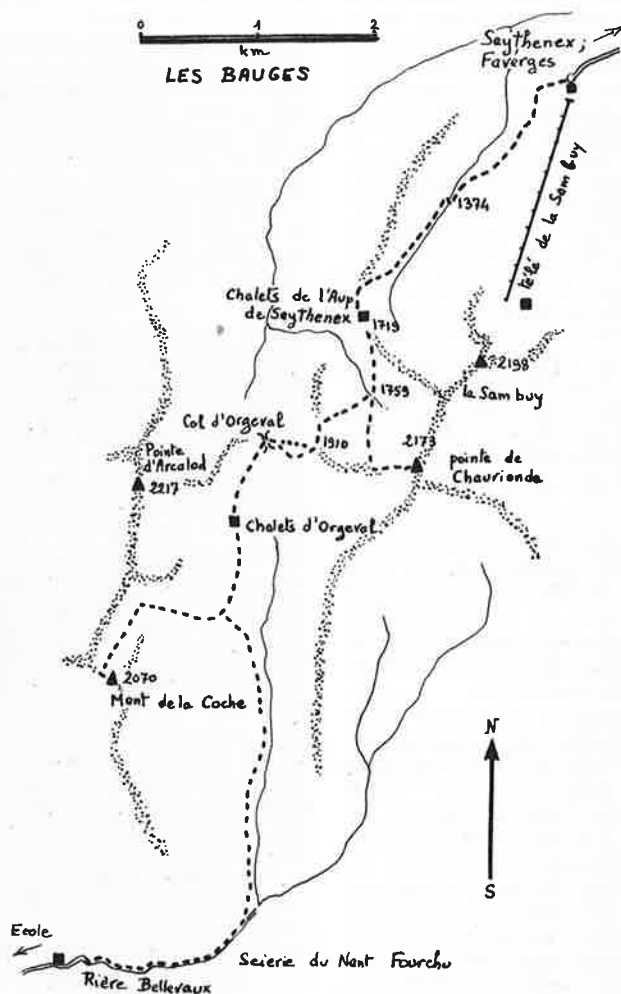 0 1 2
km
LES BAUGES
Seythenex;
Faverges
télé de la Sambuy
1374
Chalets de l'Aup
de Seythenex
1719
2198
la Sambuy
1759
Col d'Orgeval
1910
2173
Pointe
d'Arcalod
2217
pointe de
Chaurionde
Chalets d'Orgeval
2070
Mont de la Coche
N
S
Ecole
Scierie du Nant Fourchu
Rière Bellevaux